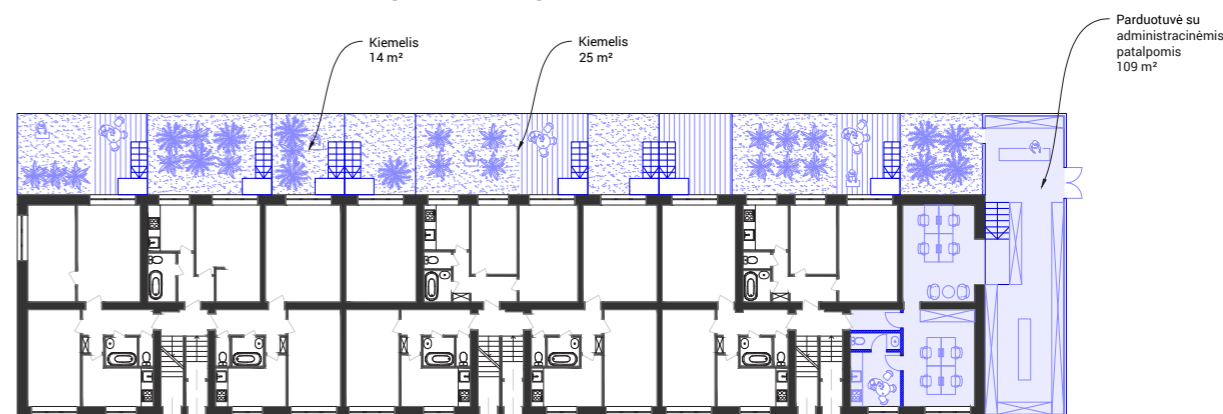 Kiemelis
14 m²
Kiemelis
25 m²
Parduotuvė su
administracinėmis
patalpomis
109 m²